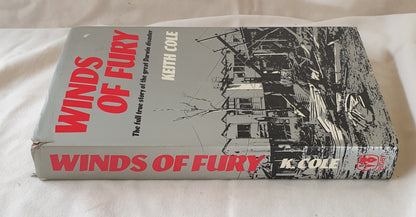 WINDS
OF FURY
The full true story of the great Darwin disaster
KEITH COLE
WINDS OF FURY
K. COLE